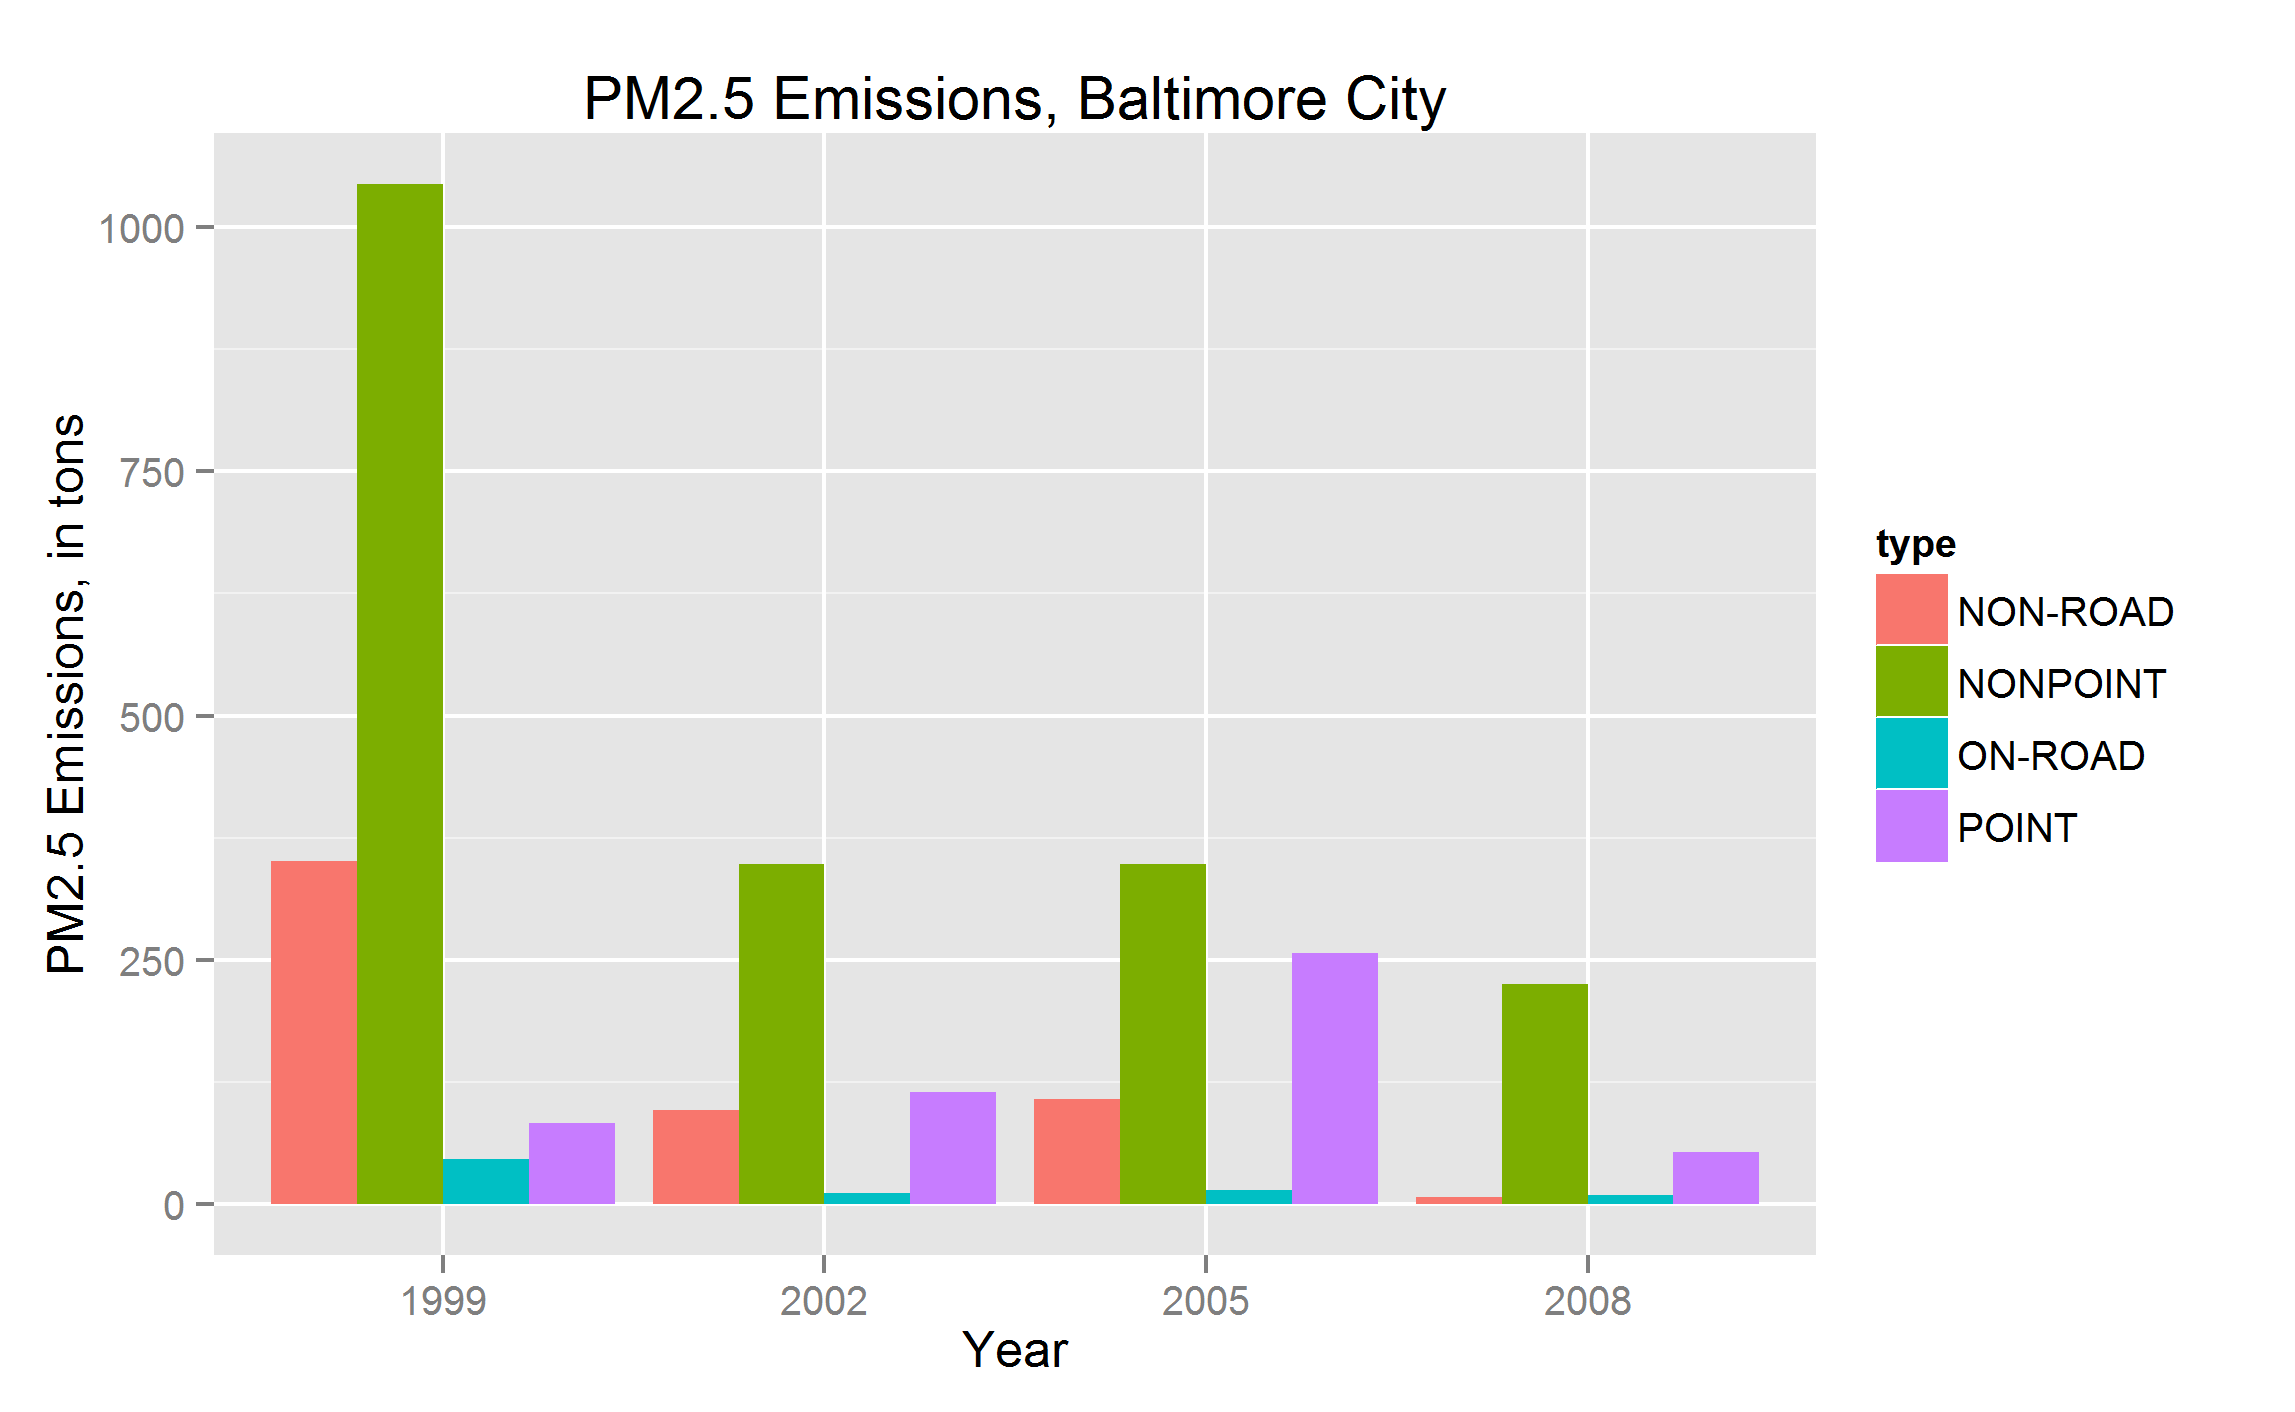 PM2.5 Emissions, Baltimore City
PM2.5 Emissions, in tons
1000
750
500
250
0
1999 2002 2005 2008
Year
type
NON-ROAD
NONPOINT
ON-ROAD
POINT